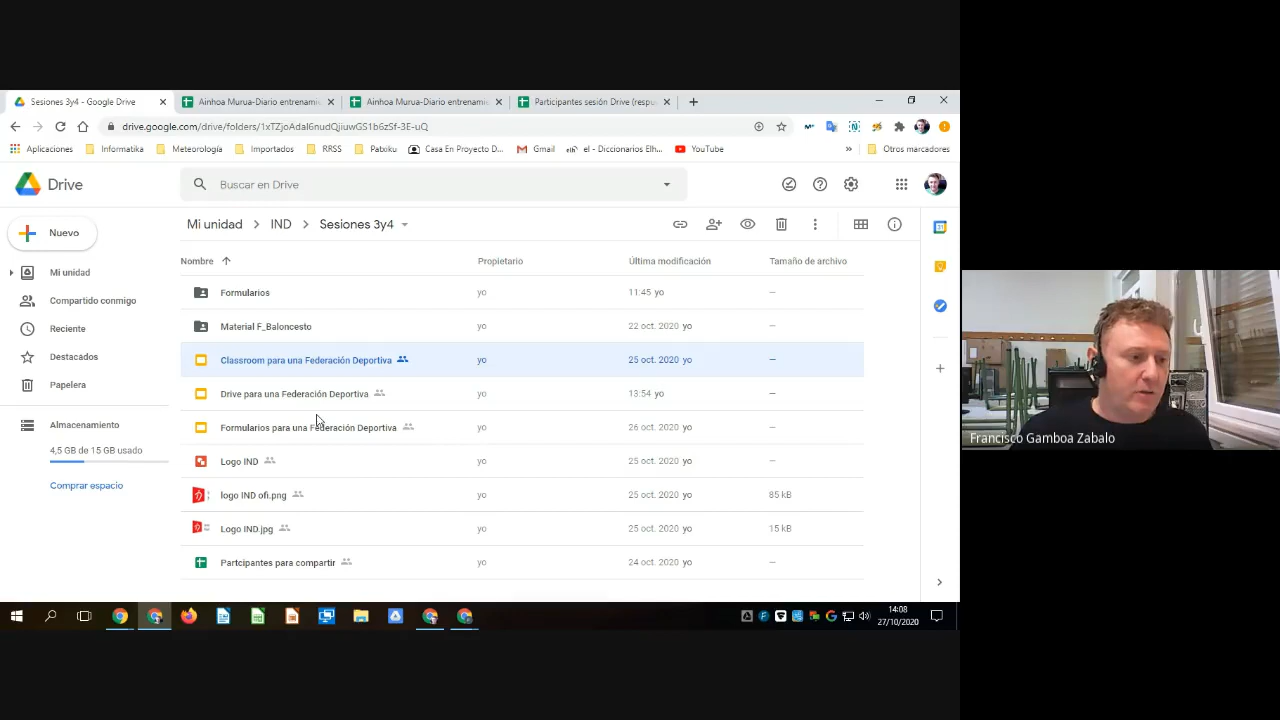 Sesiones 3y4 - Google Drive
Ainhoa Murua-Diario entrenamie
Ainhoa Murua-Diario entrenamie
Participantes sesión Drive (respu
drive.google.com/drive/folders/1xTZjoAdaI6nudQjiuwGS1b6zSf-3E-uQ
Aplicaciones
Informatika
Meteorología
Importados
RRSS
Patxiku
Casa En Proyecto D...
Gmail
el - Diccionarios Elh...
YouTube
»
Otros marcadores
Drive
Buscar en Drive
Nuevo
Mi unidad
Compartido conmigo
Reciente
Destacados
Papelera
Almacenamiento
4,5 GB de 15 GB usado
Comprar espacio
Mi unidad > IND > Sesiones 3y4
Nombre Propietario Última modificación Tamaño de archivo
Formularios yo 11:45 yo —
Material F_Baloncesto yo 22 oct. 2020 yo —
Classroom para una Federación Deportiva yo 25 oct. 2020 yo —
Drive para una Federación Deportiva yo 13:54 yo —
Formularios para una Federación Deportiva yo 26 oct. 2020 yo —
Logo IND yo 25 oct. 2020 yo —
logo IND ofi.png yo 25 oct. 2020 yo 85 kB
Logo IND.jpg yo 25 oct. 2020 yo 15 kB
Partcipantes para compartir yo 24 oct. 2020 yo —
Francisco Gamboa Zabalo
14:08
27/10/2020